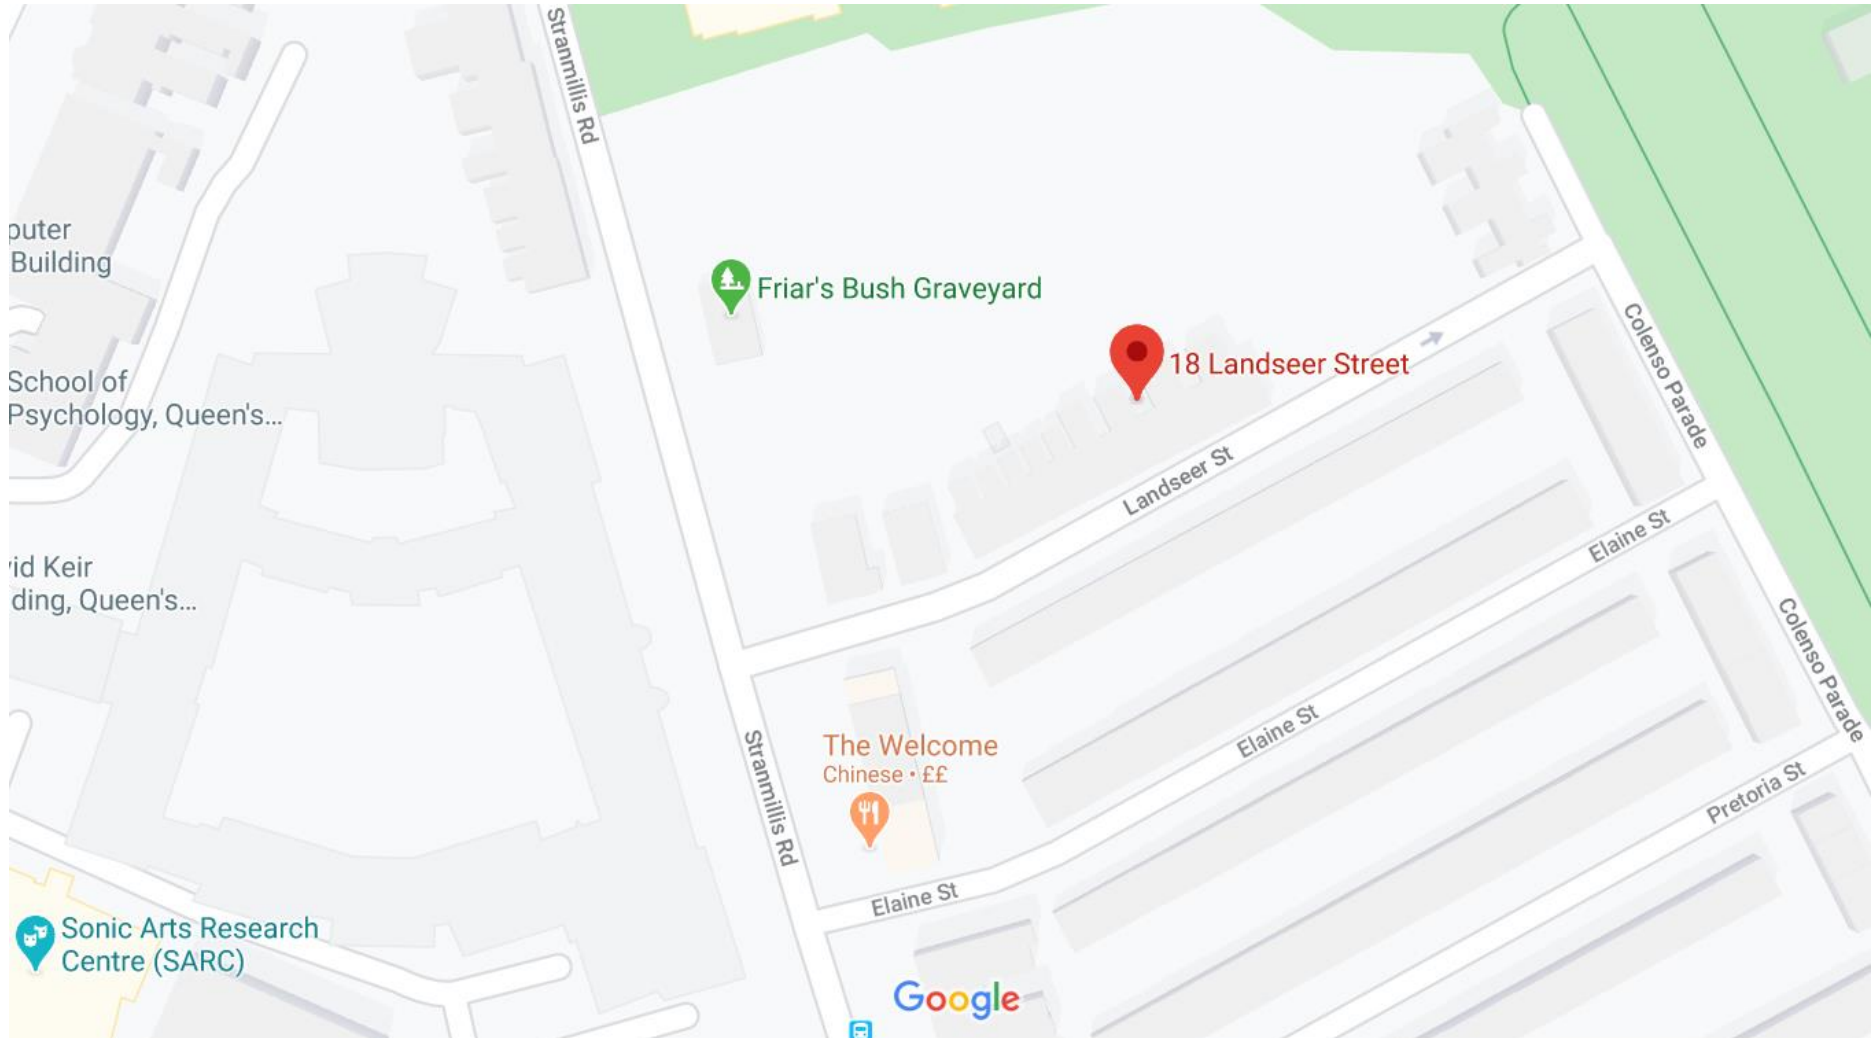 Stranmillis Rd
puter
Building
Friar's Bush Graveyard
18 Landseer Street
Colenso Parade
School of
Psychology, Queen's...
Landseer St
Elaine St
id Keir
ding, Queen's...
Colenso Parade
Elaine St
The Welcome
Chinese • ££
Stranmillis Rd
Pretoria St
Elaine St
Sonic Arts Research
Centre (SARC)
Google